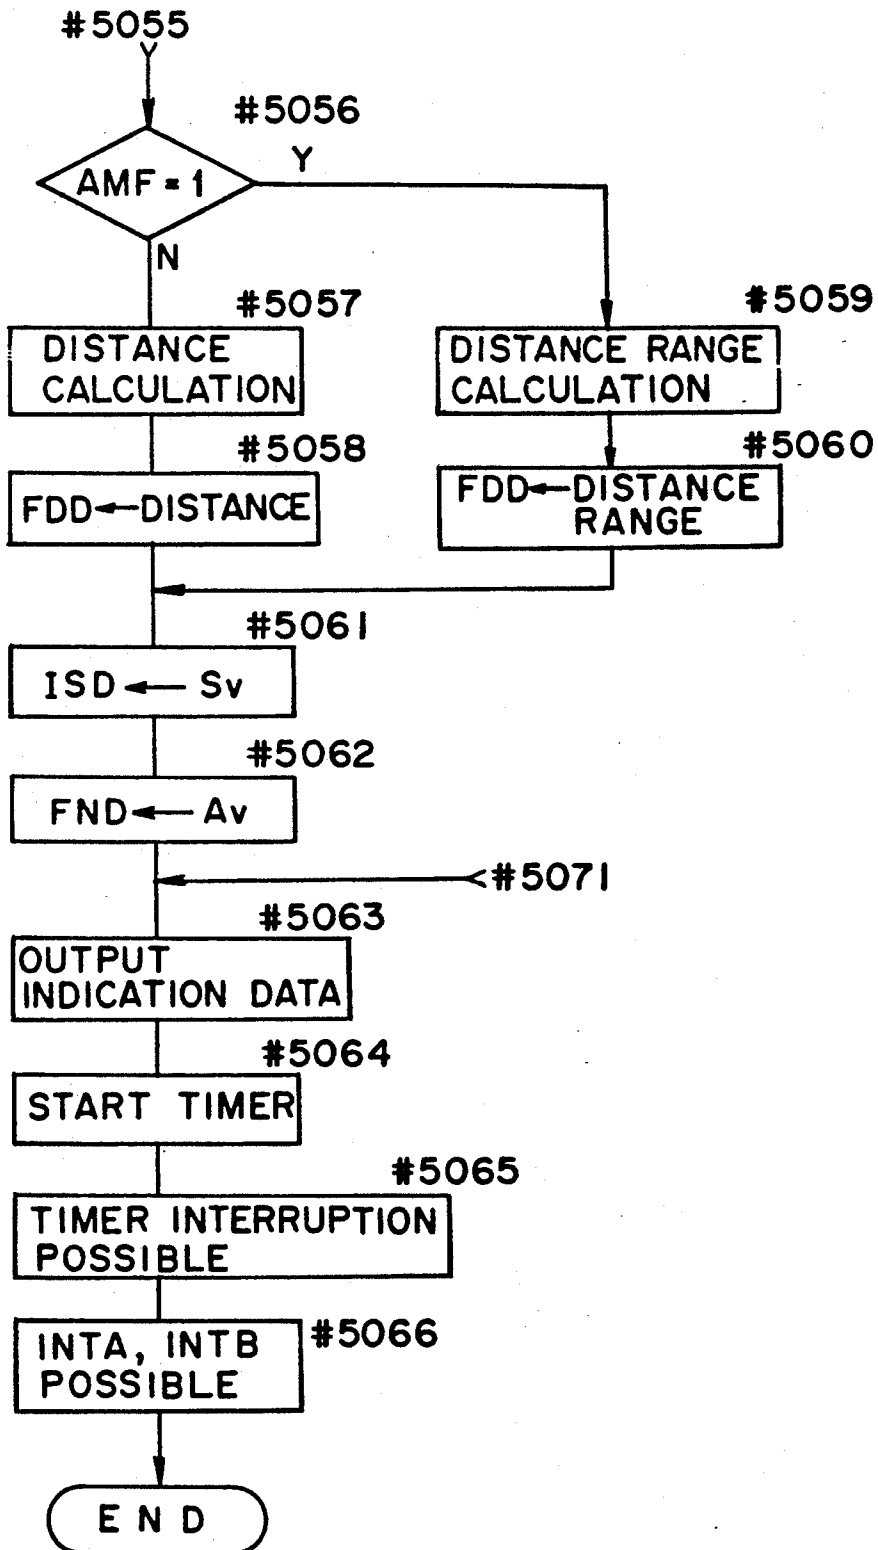 #5055
#5056
AMF = 1
Y
N
#5057
DISTANCE
CALCULATION
#5059
DISTANCE RANGE
CALCULATION
#5058
FDD←DISTANCE
#5060
FDD←DISTANCE
RANGE
#5061
ISD ← Sv
#5062
FND ← Av
#5071
#5063
OUTPUT
INDICATION DATA
#5064
START TIMER
#5065
TIMER INTERRUPTION
POSSIBLE
#5066
INTA, INTB
POSSIBLE
END